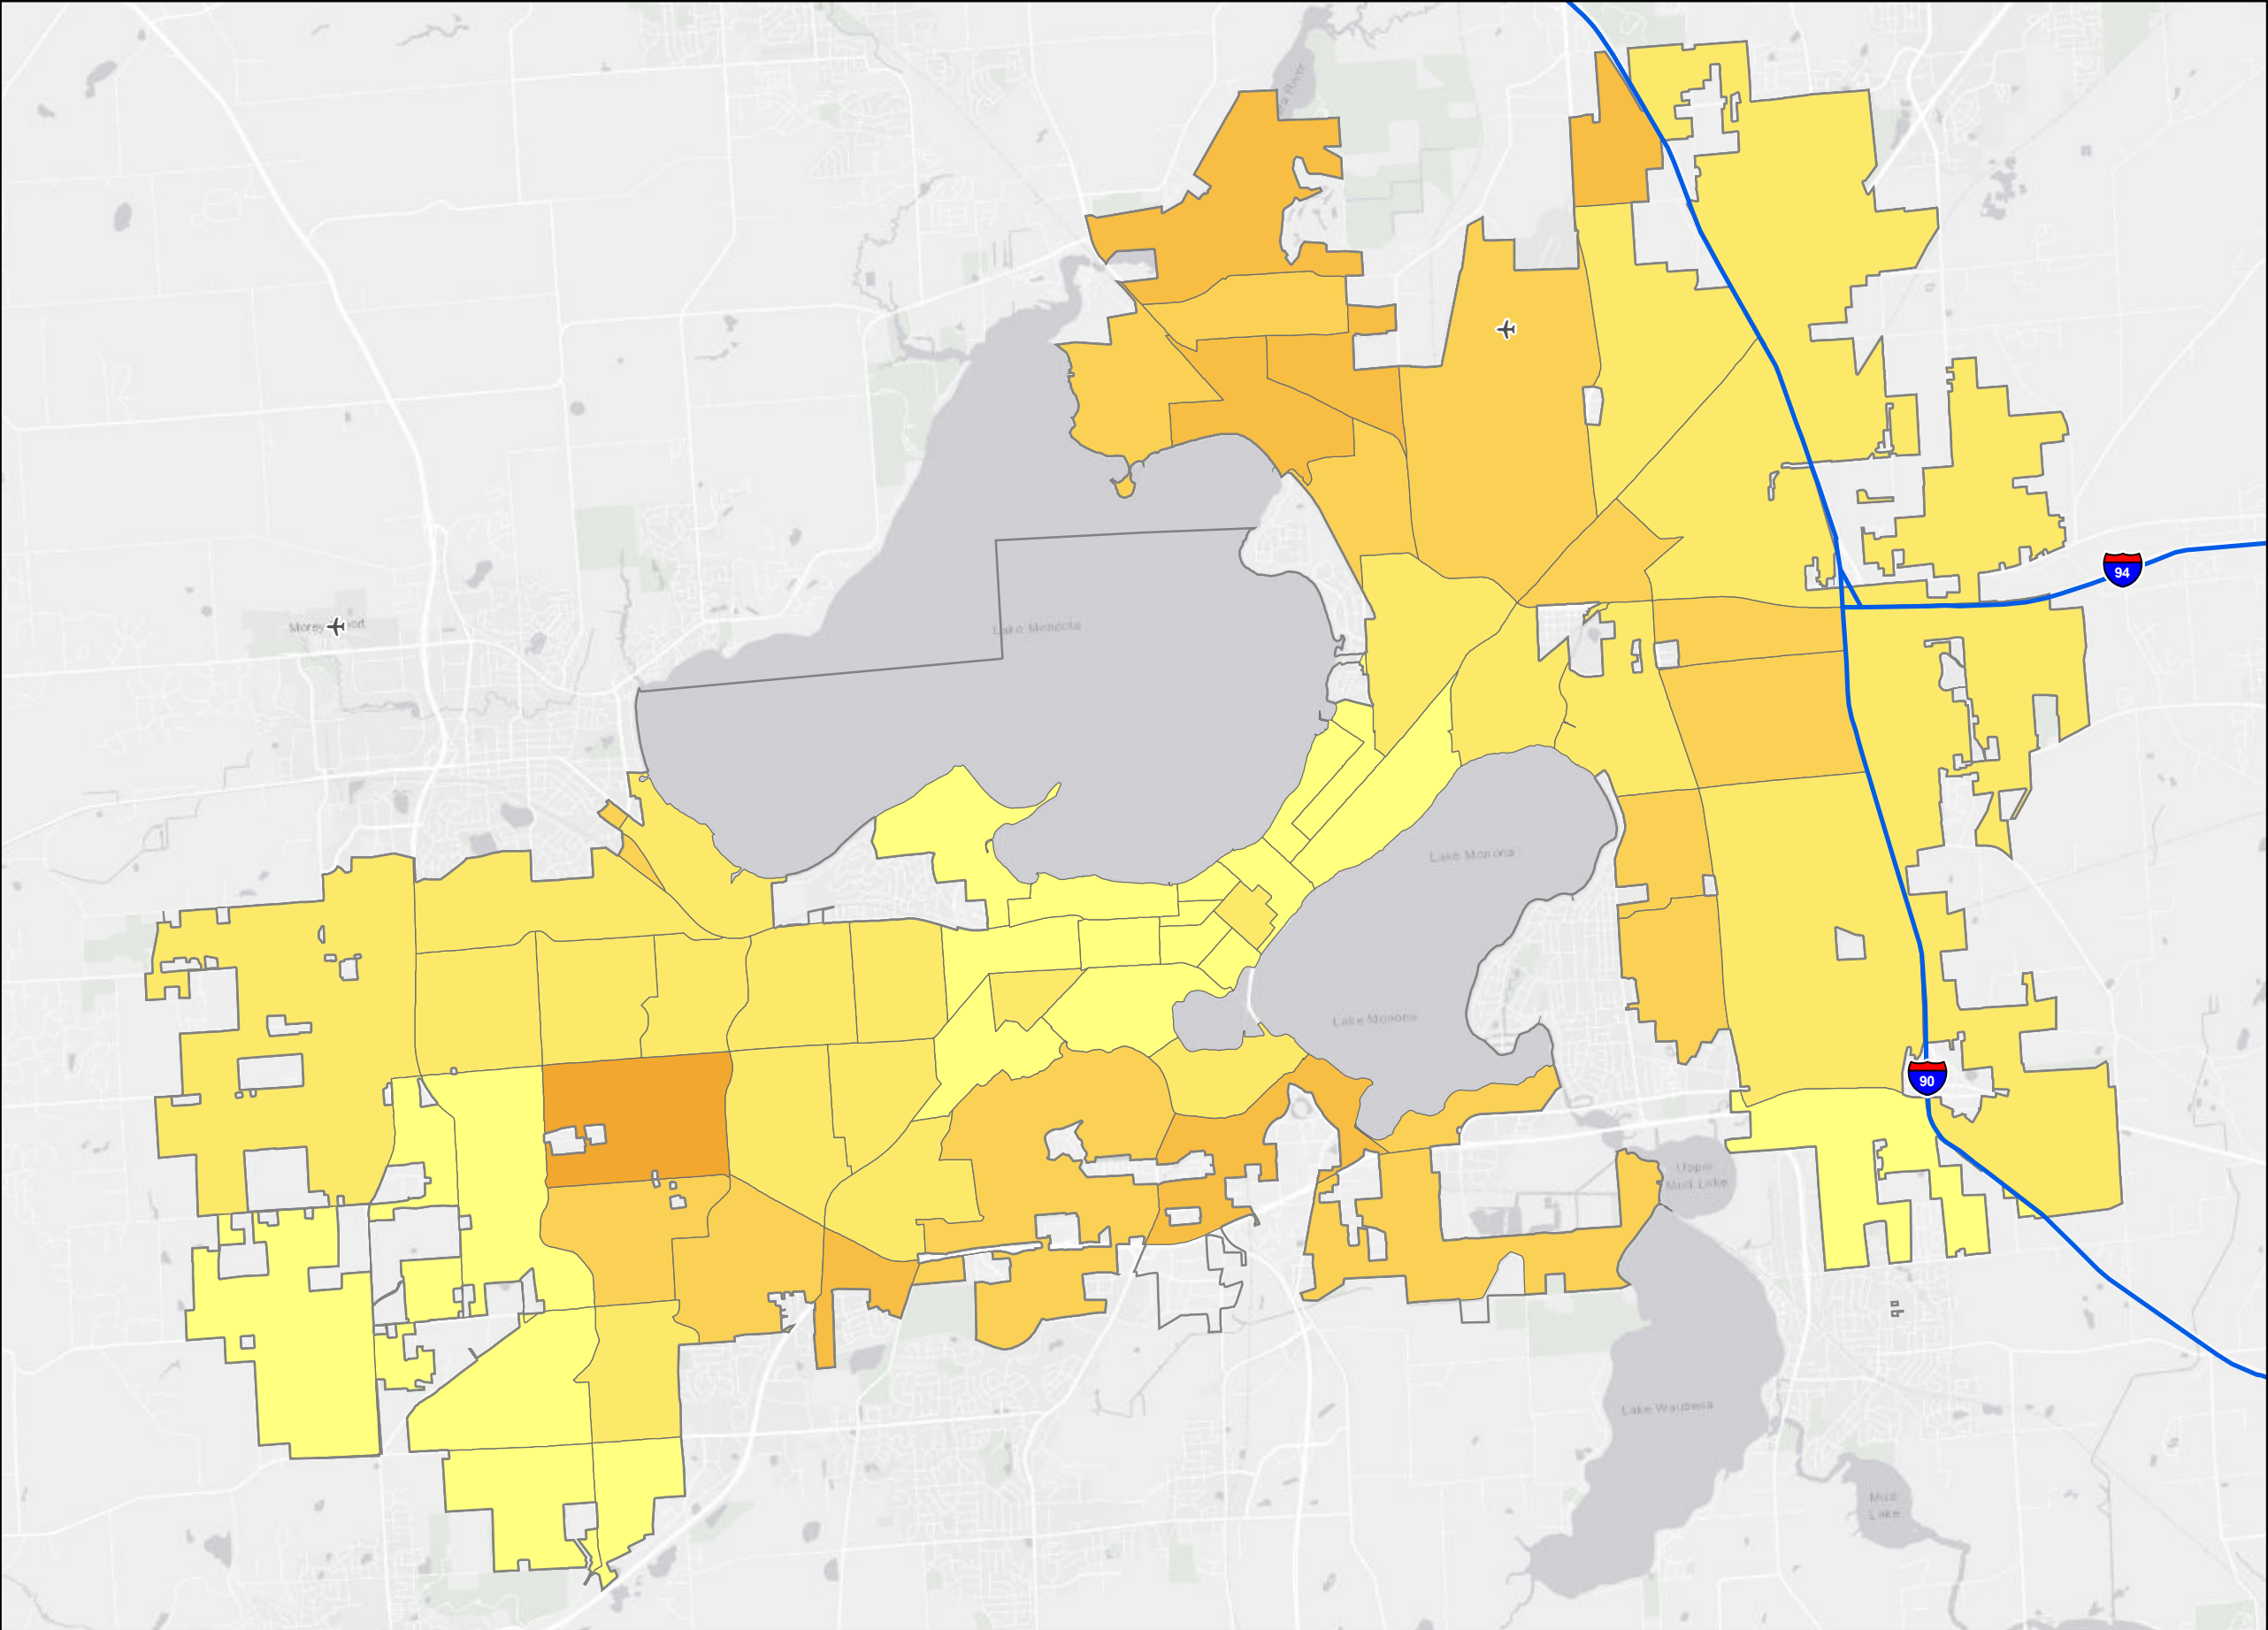 94
Lake Mendota
Lake Monona
Lake Monona
90
Upper
Mud Lake
Lake Waubesa
Mud
Lake